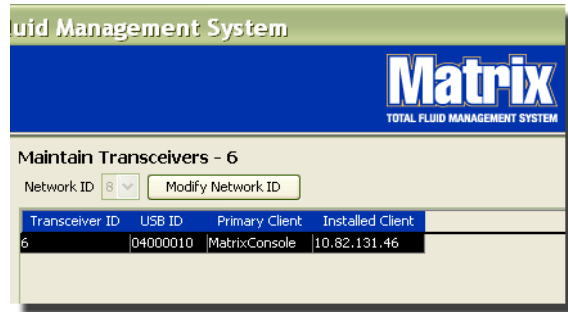 luid Management System
Matrix
TOTAL FLUID MANAGEMENT SYSTEM
Maintain Transceivers - 6
Network ID 8 Modify Network ID
Transceiver ID USB ID Primary Client Installed Client
6 04000010 MatrixConsole 10.82.131.46